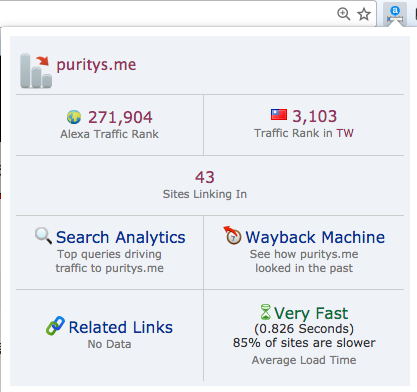 a
puritys.me
271,904
Alexa Traffic Rank
3,103
Traffic Rank in TW
43
Sites Linking In
Search Analytics
Top queries driving
traffic to puritys.me
Wayback Machine
See how puritys.me
looked in the past
Related Links
No Data
Very Fast
(0.826 Seconds)
85% of sites are slower
Average Load Time